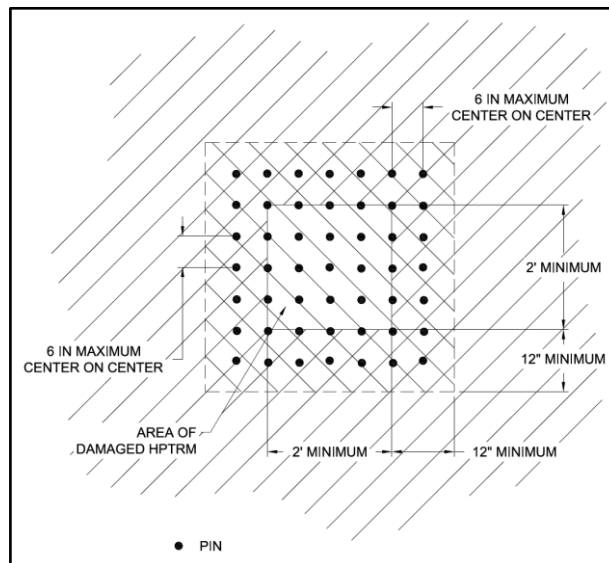 6 IN MAXIMUM
CENTER ON CENTER
2' MINIMUM
12" MINIMUM
6 IN MAXIMUM
CENTER ON CENTER
AREA OF
DAMAGED HPTRM
2' MINIMUM
12" MINIMUM
PIN